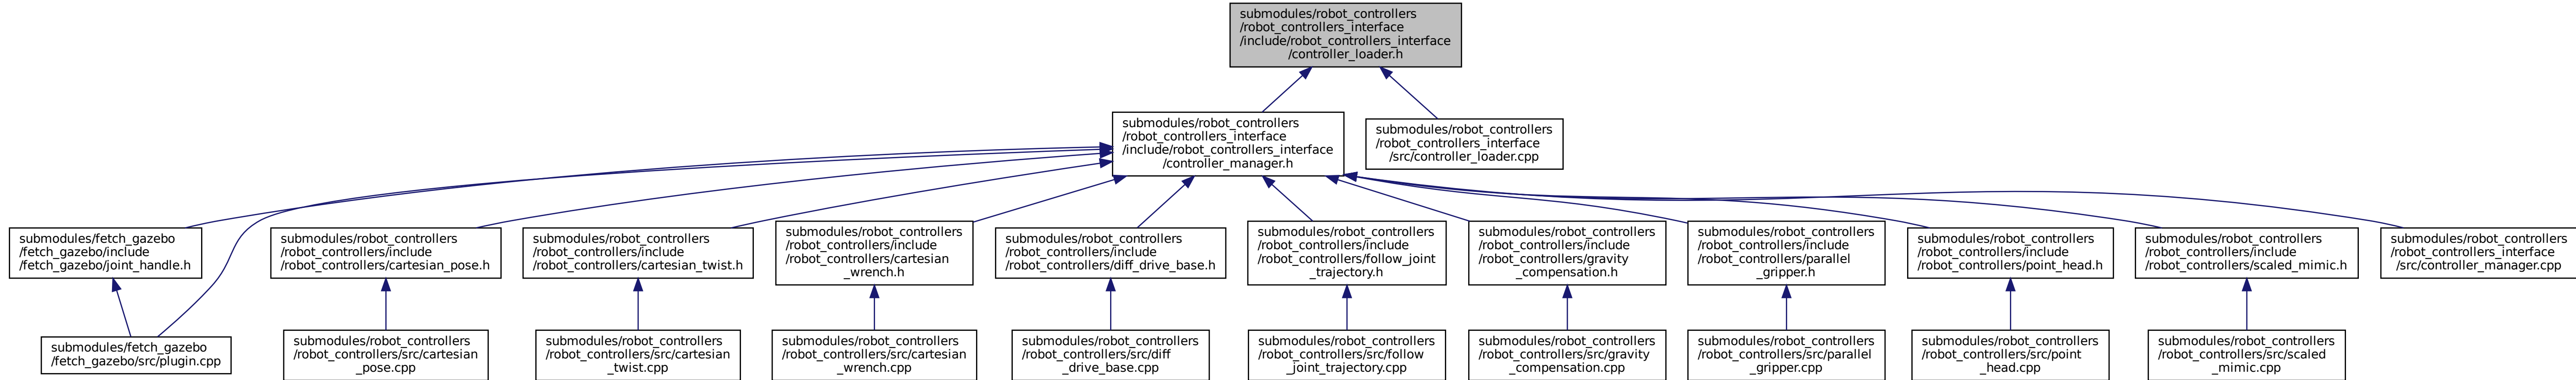 submodules/robot_controllers
/robot_controllers_interface
/include/robot_controllers_interface
/controller_loader.h
submodules/robot_controllers
/robot_controllers_interface
/include/robot_controllers_interface
/controller_manager.h
submodules/robot_controllers
/robot_controllers_interface
/src/controller_loader.cpp
submodules/fetch_gazebo
/fetch_gazebo/include
/fetch_gazebo/joint_handle.h
submodules/robot_controllers
/robot_controllers/include
/robot_controllers/cartesian_pose.h
submodules/robot_controllers
/robot_controllers/include
/robot_controllers/cartesian_twist.h
submodules/robot_controllers
/robot_controllers/include
/robot_controllers/cartesian
_wrench.h
submodules/robot_controllers
/robot_controllers/include
/robot_controllers/diff_drive_base.h
submodules/robot_controllers
/robot_controllers/include
/robot_controllers/follow_joint
_trajectory.h
submodules/robot_controllers
/robot_controllers/include
/robot_controllers/gravity
_compensation.h
submodules/robot_controllers
/robot_controllers/include
/robot_controllers/parallel
_gripper.h
submodules/robot_controllers
/robot_controllers/include
/robot_controllers/point_head.h
submodules/robot_controllers
/robot_controllers/include
/robot_controllers/scaled_mimic.h
submodules/robot_controllers
/robot_controllers_interface
/src/controller_manager.cpp
submodules/fetch_gazebo
/fetch_gazebo/src/plugin.cpp
submodules/robot_controllers
/robot_controllers/src/cartesian
_pose.cpp
submodules/robot_controllers
/robot_controllers/src/cartesian
_twist.cpp
submodules/robot_controllers
/robot_controllers/src/cartesian
_wrench.cpp
submodules/robot_controllers
/robot_controllers/src/diff
_drive_base.cpp
submodules/robot_controllers
/robot_controllers/src/follow
_joint_trajectory.cpp
submodules/robot_controllers
/robot_controllers/src/gravity
_compensation.cpp
submodules/robot_controllers
/robot_controllers/src/parallel
_gripper.cpp
submodules/robot_controllers
/robot_controllers/src/point
_head.cpp
submodules/robot_controllers
/robot_controllers/src/scaled
_mimic.cpp